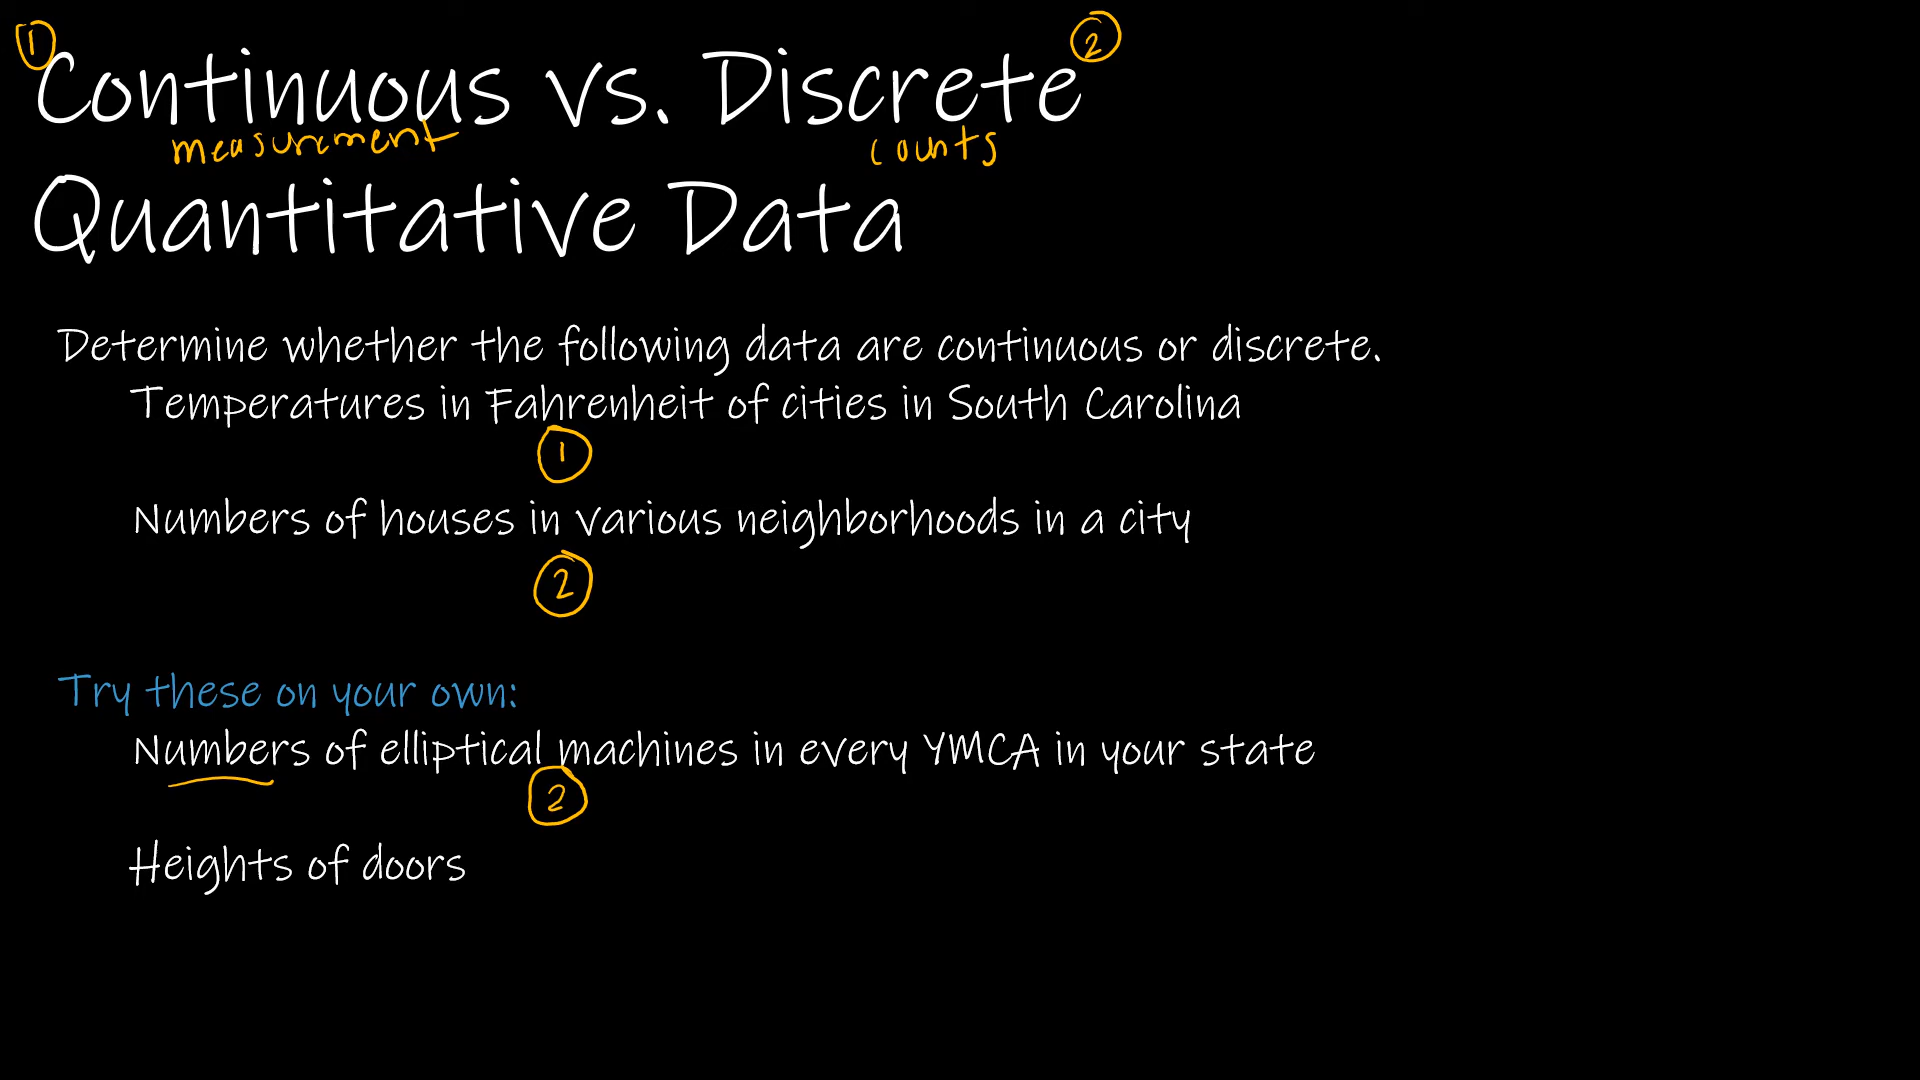 ① ②
Continuous vs. Discrete
measurement counts
Quantitative Data
Determine whether the following data are continuous or discrete.
Temperatures in Fahrenheit of cities in South Carolina
①
Numbers of houses in various neighborhoods in a city
②
Try these on your own:
Numbers of elliptical machines in every YMCA in your state
②
Heights of doors